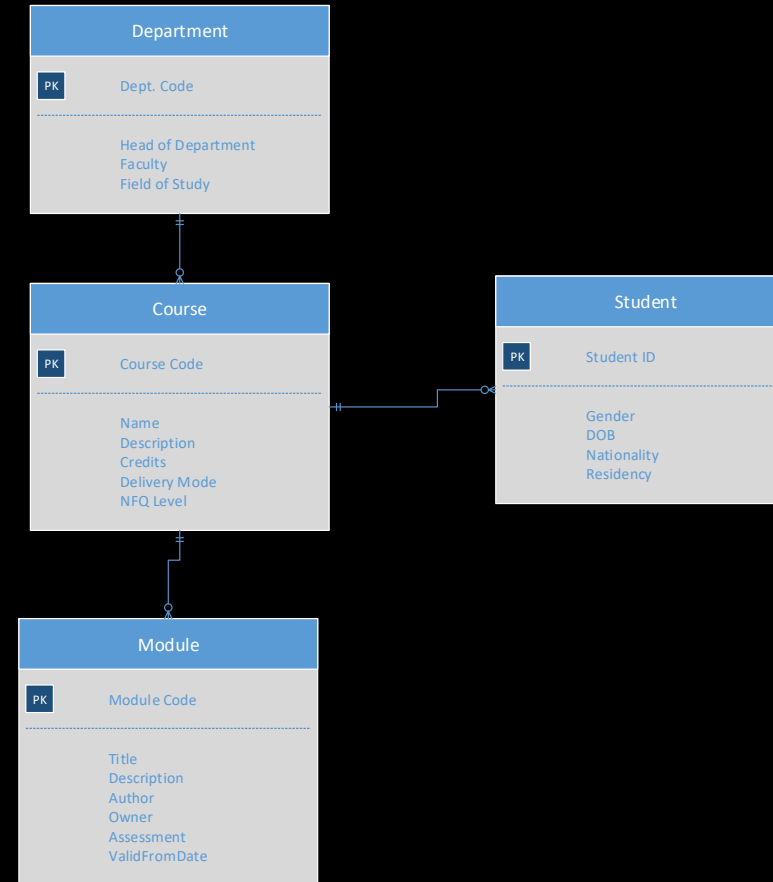 Department
PK Dept. Code
Head of Department
Faculty
Field of Study
Course
PK Course Code
Name
Description
Credits
Delivery Mode
NFQ Level
Student
PK Student ID
Gender
DOB
Nationality
Residency
Module
PK Module Code
Title
Description
Author
Owner
Assessment
ValidFromDate